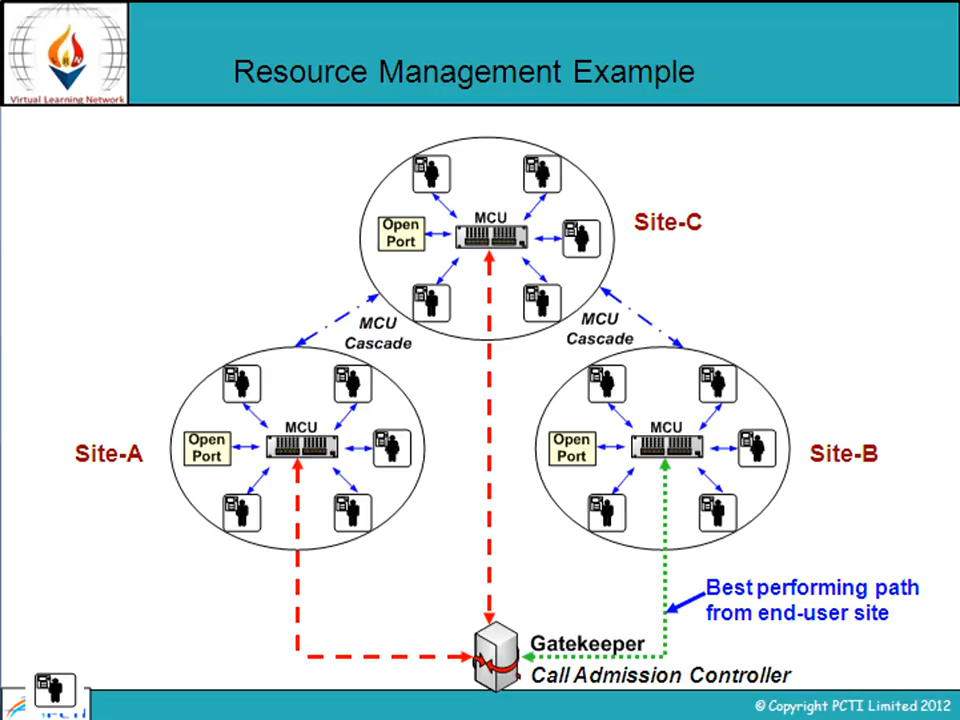 Virtual Learning Network
Resource Management Example
MCU
Open
Port
Site-C
MCU
Cascade
MCU
Cascade
MCU
Open
Port
Site-A
MCU
Open
Port
Site-B
Best performing path
from end-user site
Gatekeeper
Call Admission Controller
© Copyright PCTI Limited 2012